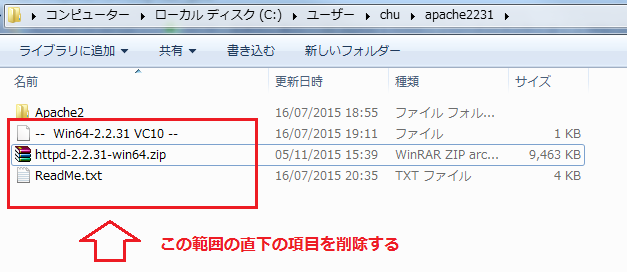 コンピューター ▸ ローカル ディスク (C:) ▸ ユーザー ▸ chu ▸ apache2231 ▸
ライブラリに追加 ▼ 共有 ▼ 書き込む 新しいフォルダー
名前 更新日時 種類 サイズ
Apache2 16/07/2015 18:55 ファイル フォル...
-- Win64-2.2.31 VC10 -- 16/07/2015 19:11 ファイル 1 KB
httpd-2.2.31-win64.zip 05/11/2015 15:39 WinRAR ZIP arc... 9,463 KB
ReadMe.txt 16/07/2015 20:35 TXT ファイル 4 KB
この範囲の直下の項目を削除する